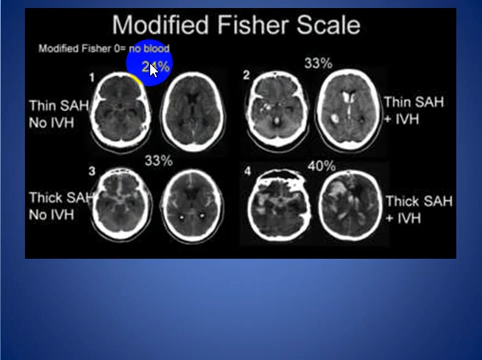 Modified Fisher Scale
Modified Fisher 0= no blood
24%
1
Thin SAH
No IVH
33%
2
Thin SAH
+ IVH
33%
3
Thick SAH
No IVH
40%
4
Thick SAH
+ IVH